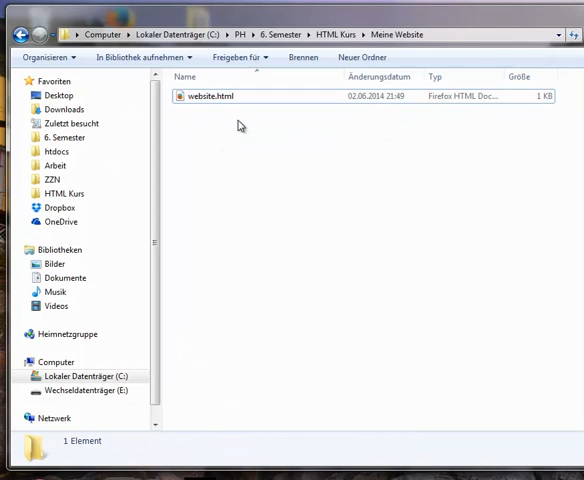 Computer ▸ Lokaler Datenträger (C:) ▸ PH ▸ 6. Semester ▸ HTML Kurs ▸ Meine Website
Organisieren In Bibliothek aufnehmen Freigeben für Brennen Neuer Ordner
Name Änderungsdatum Typ Größe
website.html 02.06.2014 21:49 Firefox HTML Doc... 1 KB
Favoriten
Desktop
Downloads
Zuletzt besucht
6. Semester
htdocs
Arbeit
ZZN
HTML Kurs
Dropbox
OneDrive
Bibliotheken
Bilder
Dokumente
Musik
Videos
Heimnetzgruppe
Computer
Lokaler Datenträger (C:)
Wechseldatenträger (E:)
Netzwerk
1 Element